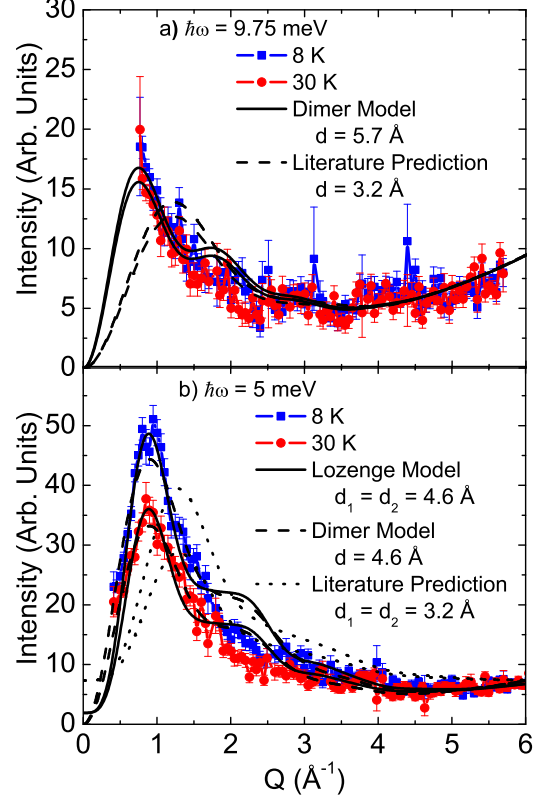 a) ħω = 9.75 meV
8 K
30 K
Dimer Model
d = 5.7 Å
Literature Prediction
d = 3.2 Å
Intensity (Arb. Units)
30
25
20
15
10
5
0
b) ħω = 5 meV
8 K
30 K
Lozenge Model
d₁ = d₂ = 4.6 Å
Dimer Model
d = 4.6 Å
Literature Prediction
d₁ = d₂ = 3.2 Å
Intensity (Arb. Units)
50
40
30
20
10
0
0 1 2 3 4 5 6
Q (Å⁻¹)